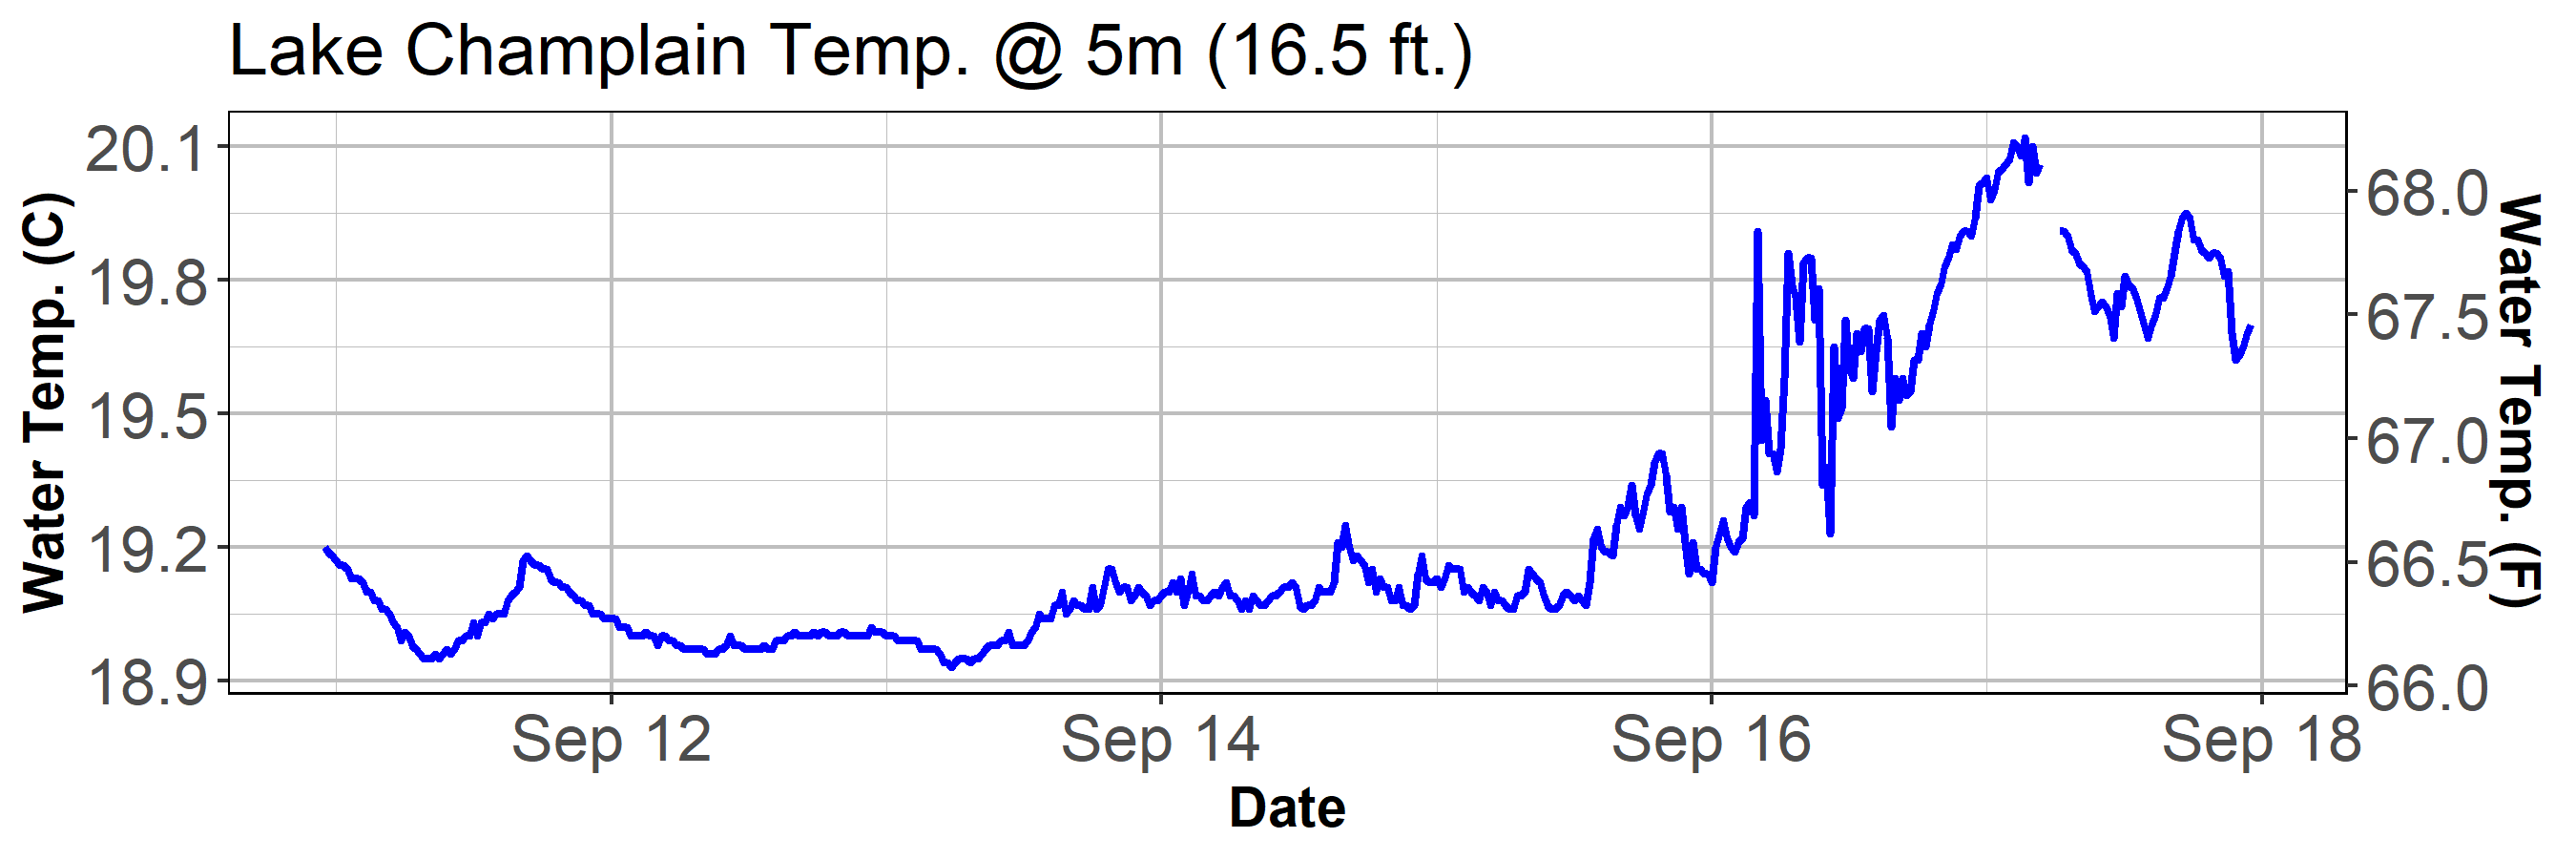 Lake Champlain Temp. @ 5m (16.5 ft.)
Water Temp. (C)
20.1
19.8
19.5
19.2
18.9
68.0
67.5
67.0
66.5
66.0
Water Temp. (F)
Sep 12 Sep 14 Sep 16 Sep 18
Date